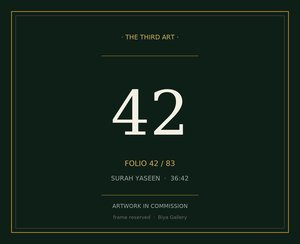 · THE THIRD ART ·
42
FOLIO 42 / 83
SURAH YASEEN · 36:42
ARTWORK IN COMMISSION
frame reserved · Biya Gallery